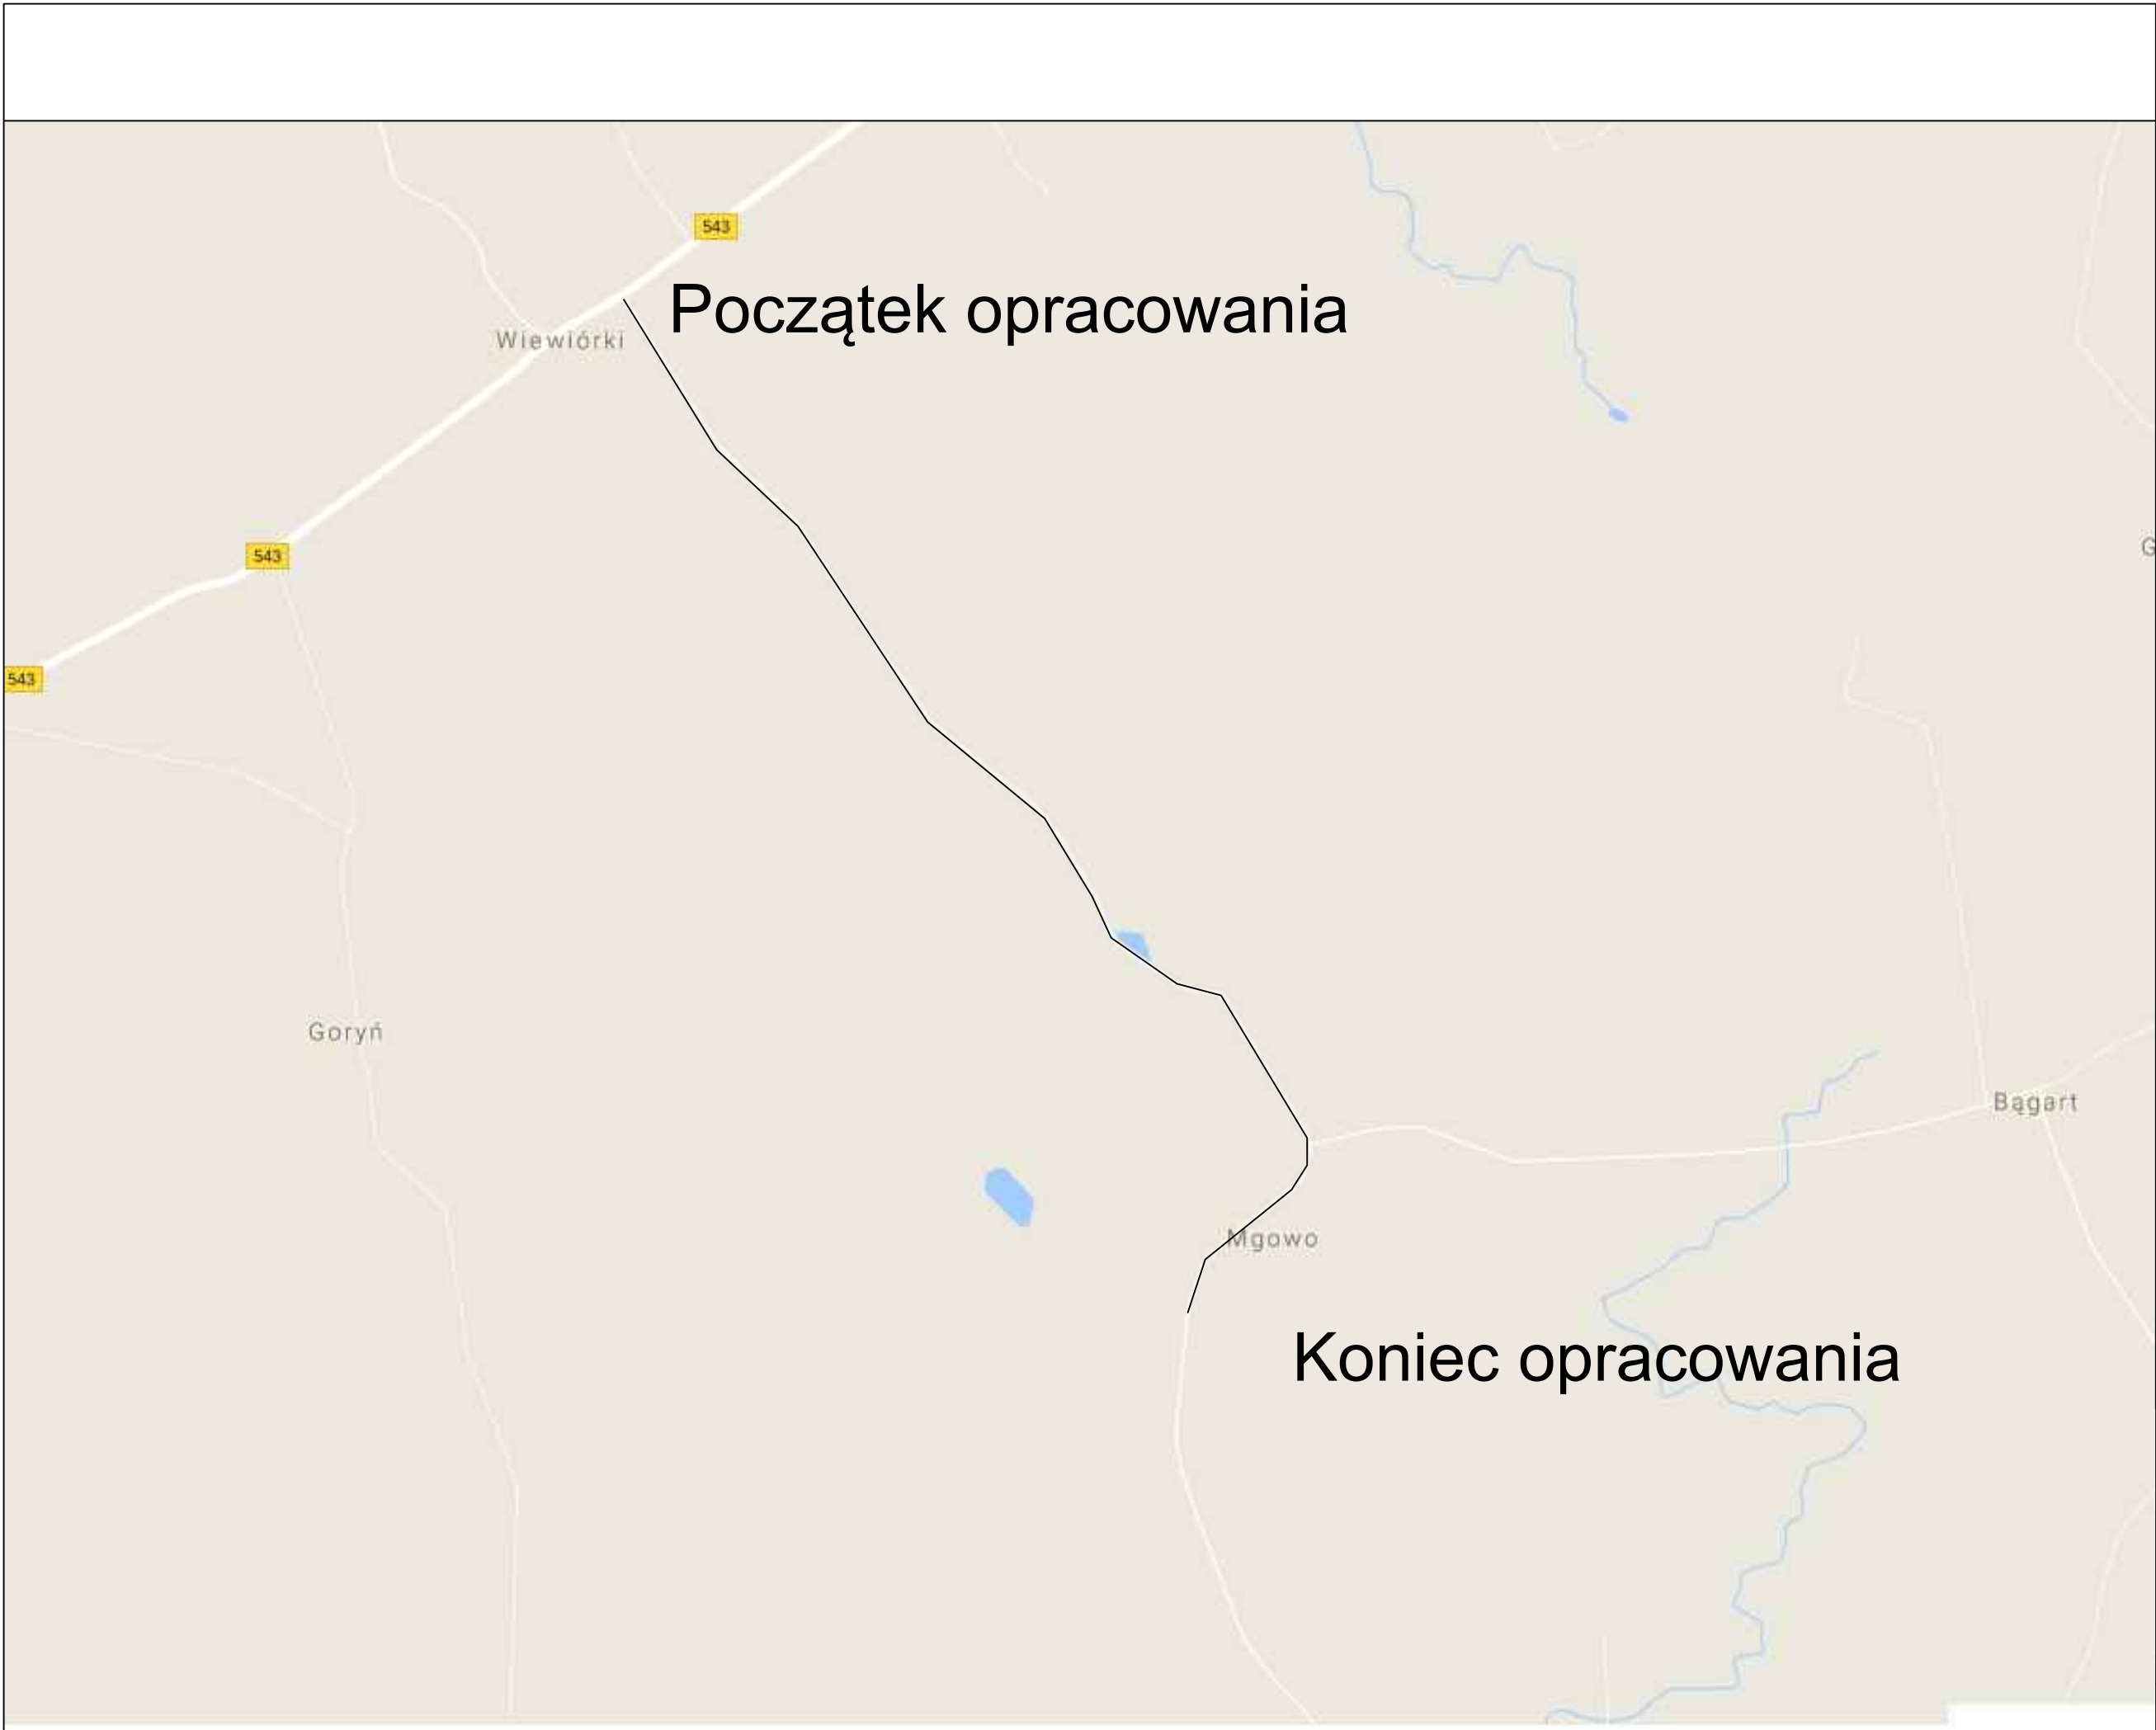 543
Początek opracowania
Wiewiórki
543
543
Goryń
Bągart
Mgowo
Koniec opracowania